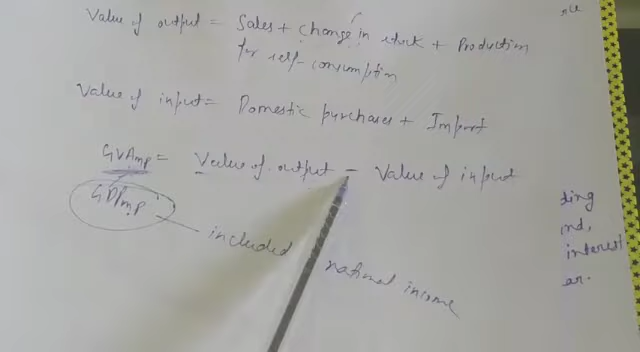 Value of output = Sales + change in stock + Production
for self-consumption
Value of input = Domestic purchases + Import
GVAmp = Value of output - Value of input
GDPmp included national income
ding
nd,
interest